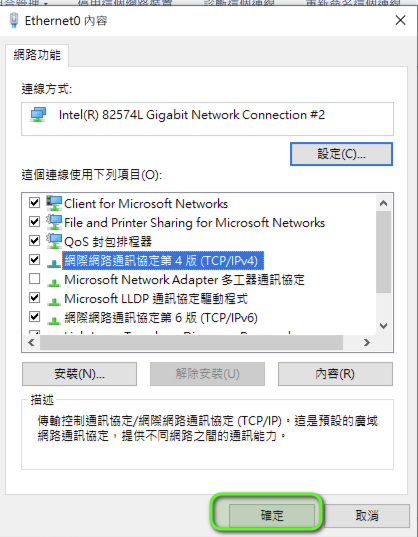 Ethernet0 內容
網路功能
連線方式:
Intel(R) 82574L Gigabit Network Connection #2
設定(C)...
這個連線使用下列項目(O):
Client for Microsoft Networks
File and Printer Sharing for Microsoft Networks
QoS 封包排程器
網際網路通訊協定第 4 版 (TCP/IPv4)
Microsoft Network Adapter 多工器通訊協定
Microsoft LLDP 通訊協定驅動程式
網際網路通訊協定第 6 版 (TCP/IPv6)
安裝(N)...
解除安裝(U)
內容(R)
描述
傳輸控制通訊協定/網際網路通訊協定 (TCP/IP)。這是預設的廣域
網路通訊協定，提供不同網路之間的通訊能力。
確定
取消